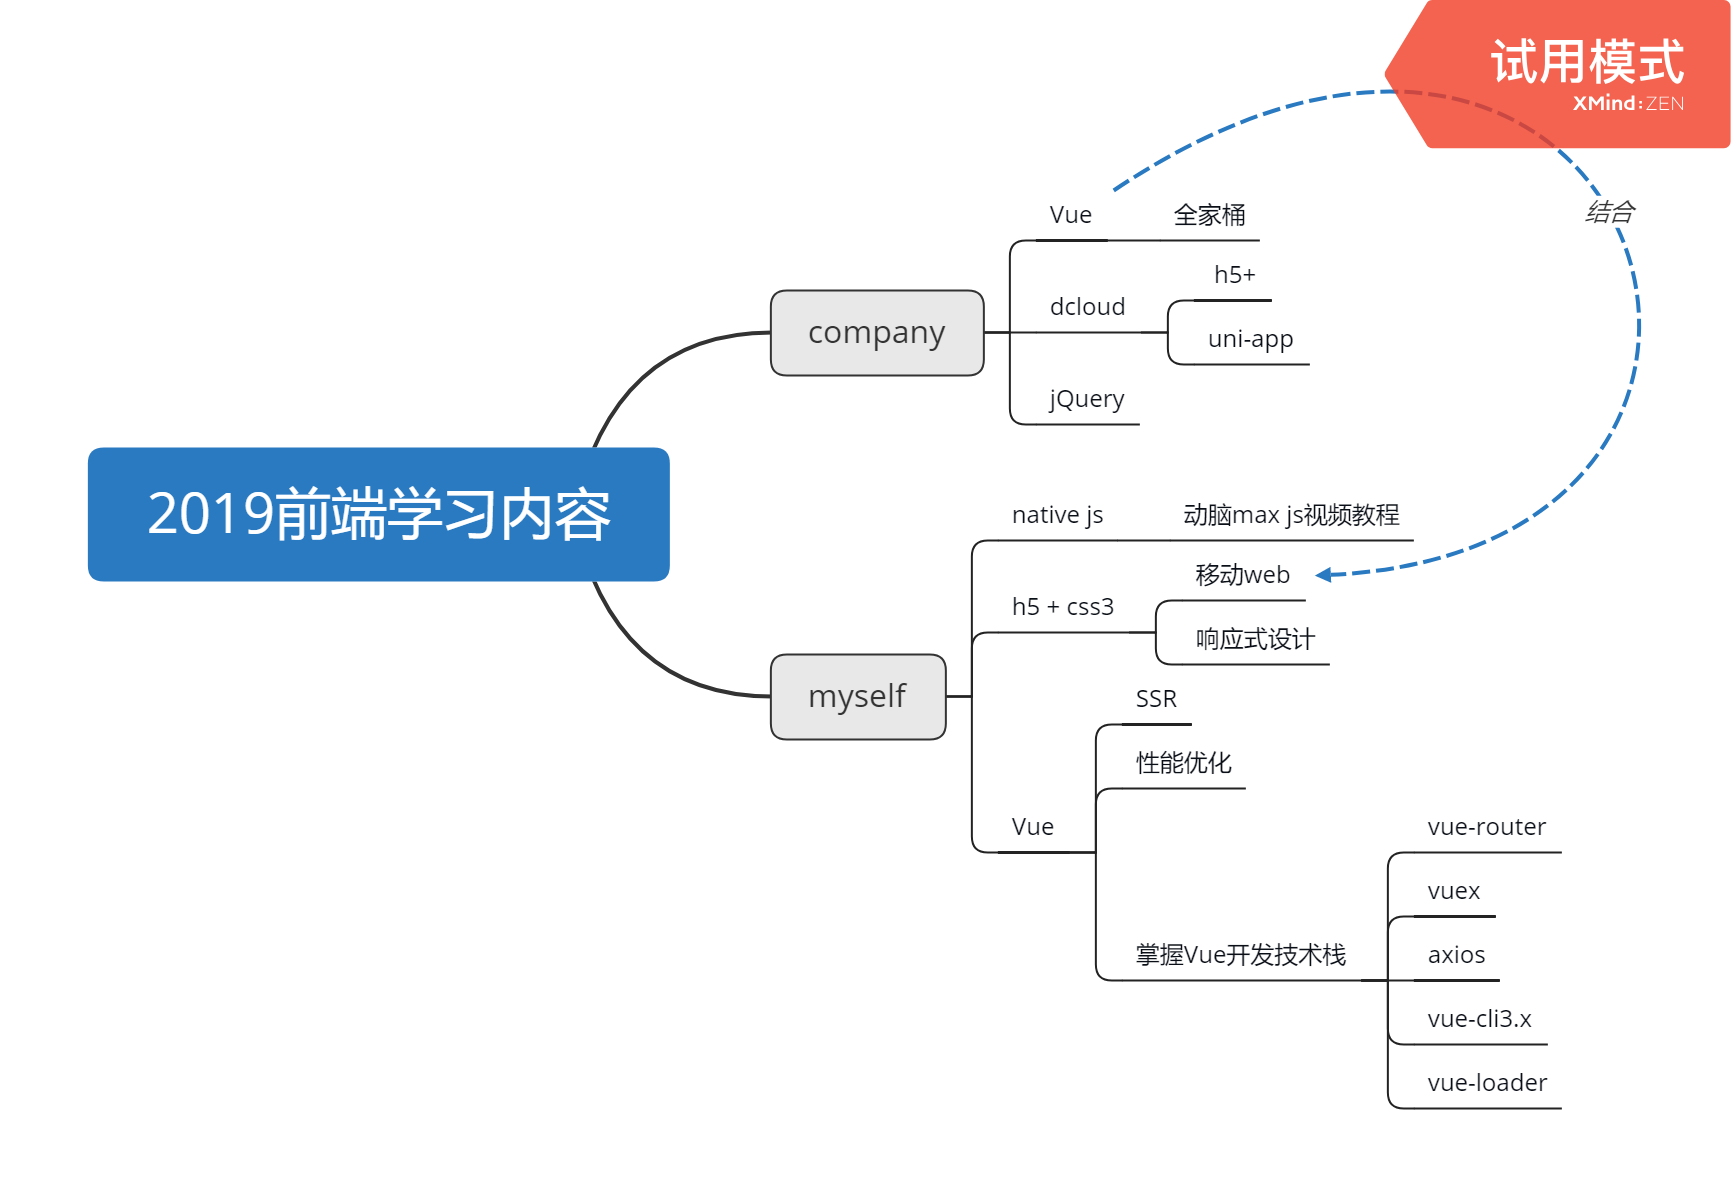 试用模式
XMind:ZEN
结合
2019前端学习内容
company
Vue
全家桶
dcloud
h5+
uni-app
jQuery
myself
native js
动脑max js视频教程
h5 + css3
移动web
响应式设计
Vue
SSR
性能优化
掌握Vue开发技术栈
vue-router
vuex
axios
vue-cli3.x
vue-loader